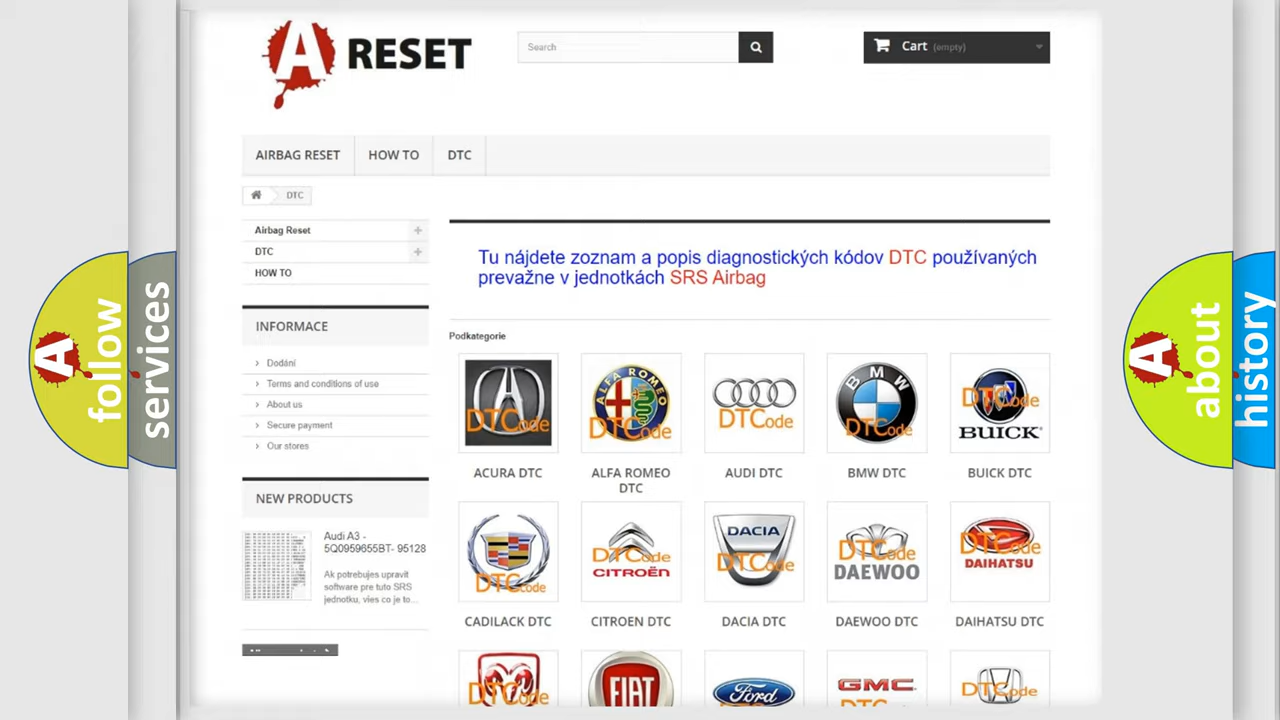 A RESET
Search
Cart (empty)
AIRBAG RESET
HOW TO
DTC
DTC
Airbag Reset
DTC
HOW TO
INFORMACE
Dodání
Terms and conditions of use
About us
Secure payment
Our stores
NEW PRODUCTS
Audi A3 -
5Q0959655BT- 95128
Ak potrebujes upravit
software pre tuto SRS
jednotku, vies co je to...
Tu nájdete zoznam a popis diagnostických kódov DTC používaných
prevažne v jednotkách SRS Airbag
Podkategorie
DTCode
ALFA ROMEO
DTCode
DTCode
BMW
DTCode
DTCode
BUICK
ACURA DTC
ALFA ROMEO
DTC
AUDI DTC
BMW DTC
BUICK DTC
DTCode
DTCode
CITROËN
DACIA
DTCode
DTCode
DAEWOO
DTCode
DAIHATSU
CADILACK DTC
CITROEN DTC
DACIA DTC
DAEWOO DTC
DAIHATSU DTC
DTCode
FIAT
Ford
GMC
DTCode
A
follow
services
A
about
history